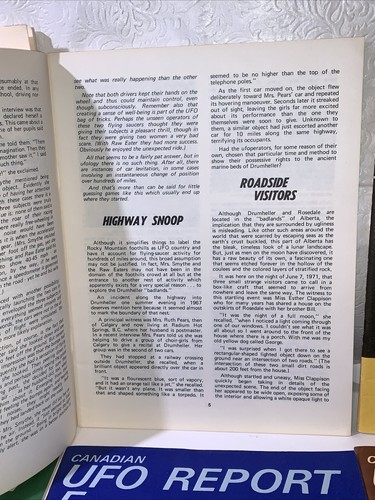 see what was really happening than the other
two.
Note that both drivers kept their hands on the
wheel and thus could maintain control, even
though subconsciously. Remember also that
creating a sense of well-being is part of the UFO
bag of tricks. Perhaps the unseen operators of
these two flying saucers thought they were
giving their subjects a pleasant thrill, though in
fact they were giving two women a very bad
scare. (With Rae Eater they had more success.
Obviously he enjoyed the unexpected ride.)
All that seems to be a fairly pat answer, but in
ufology there is no such thing. After all, there
are instances of car levitation, in some cases
involving an instantaneous change of position
over hundreds of miles.
And that's more than can be said for little
guessing games like this which usually end up
where they started.
HIGHWAY SNOOP
Although it simplifies things to label the
Rocky Mountain foothills as UFO country and
hence it account for flying-saucer activity for
hundreds of miles around, this broad assumption
may not be useful or correct. Mrs. Smythe and
the Raw Eaters may not have been in the
domain of the foothills crowd at all but at the
entrance to another nest of activity which
apparently exists for a very special reason . . . to
explore the Drumheller "badlands."
An incident along the highway into
Drumheller one summer evening in 1967
deserves mention here because it seemed almost
to mark the boundary of that nest.
A principal witness was Mrs. Ruth Pears, then
of Calgary and now living at Radium Hot
Springs, B.C. where her husband is postmaster.
In a recent interview Mrs. Pears told us she was
helping to drive a group of choir-girls from
Calgary to give a recital at Drumheller. Her
group was in the second of two cars.
They had stopped at a railway crossing
outside Drumheller, she recalled, when a
brilliant object appeared directly over the car in
front.
"It was a flourescent blue, sort of vapory,
and it had an orange tail like a jet," she recalled.
"But it wasn't any plane. It was smaller than
that and shaped something like a torpedo. It
seemed to be no higher than the top of the
telephone poles."
As the first car moved on, the object flew
deliberately toward Mrs. Pears' car and repeated
its hovering manoeuver. Seconds later it streaked
out of sight, leaving the girls far more excited
about its performance than the one they
themselves were soon to give. Unknown to
them, a similar object had just escorted another
car for 10 miles along the same highway,
terrifying its occupants.
Had the ufoperators, for some reason of their
own, chosen that particular time and method to
show their possessive rights to the ancient
marine beds of Drumheller?
ROADSIDE
VISITORS
Although Drumheller and Rosedale are
located in the "badlands" of Alberta, the
implication that they are surrounded by ugliness
is misleading. Like other such areas around the
world that were scarred by escaping seas as the
earth's crust buckled, this part of Alberta has
the bleak, timeless look of a lunar landscape.
But, just as men on the moon have discovered, it
has a raw beauty of its own, a fascinating one
that seems etched forever in the hollow of the
coulees and the colored layers of stratified rock.
It was here on the night of June 7, 1971, that
three small strange visitors came to call in a
box-like craft that seemed to arrive from
nowhere and leave the same way. The witness to
this startling event was Miss Esther Clappison
who for many years has shared a house on the
outskirts of Rosedale with her brother Bill.
"It was the night of a full moon," she
recalled, "when I noticed a light coming through
one of our windows. I couldn't see what it was
all about so I went around to the front of the
house where there is a porch. With me was my
old yellow dog called George.
"I was surprised when I got there to see a
rectangular-shaped lighted object down on the
ground near an intersection of two roads." (The
intersection of these two small dirt roads is
about 200 feet from the house.)
Although startled and uneasy, Miss Clappison
quickly began taking in details of the
unexpected scene. The end of the object facing
her appeared to be wide open, exposing some of
the interior and allowing a white opaque light to
8
CANADIAN
UFO REPORT